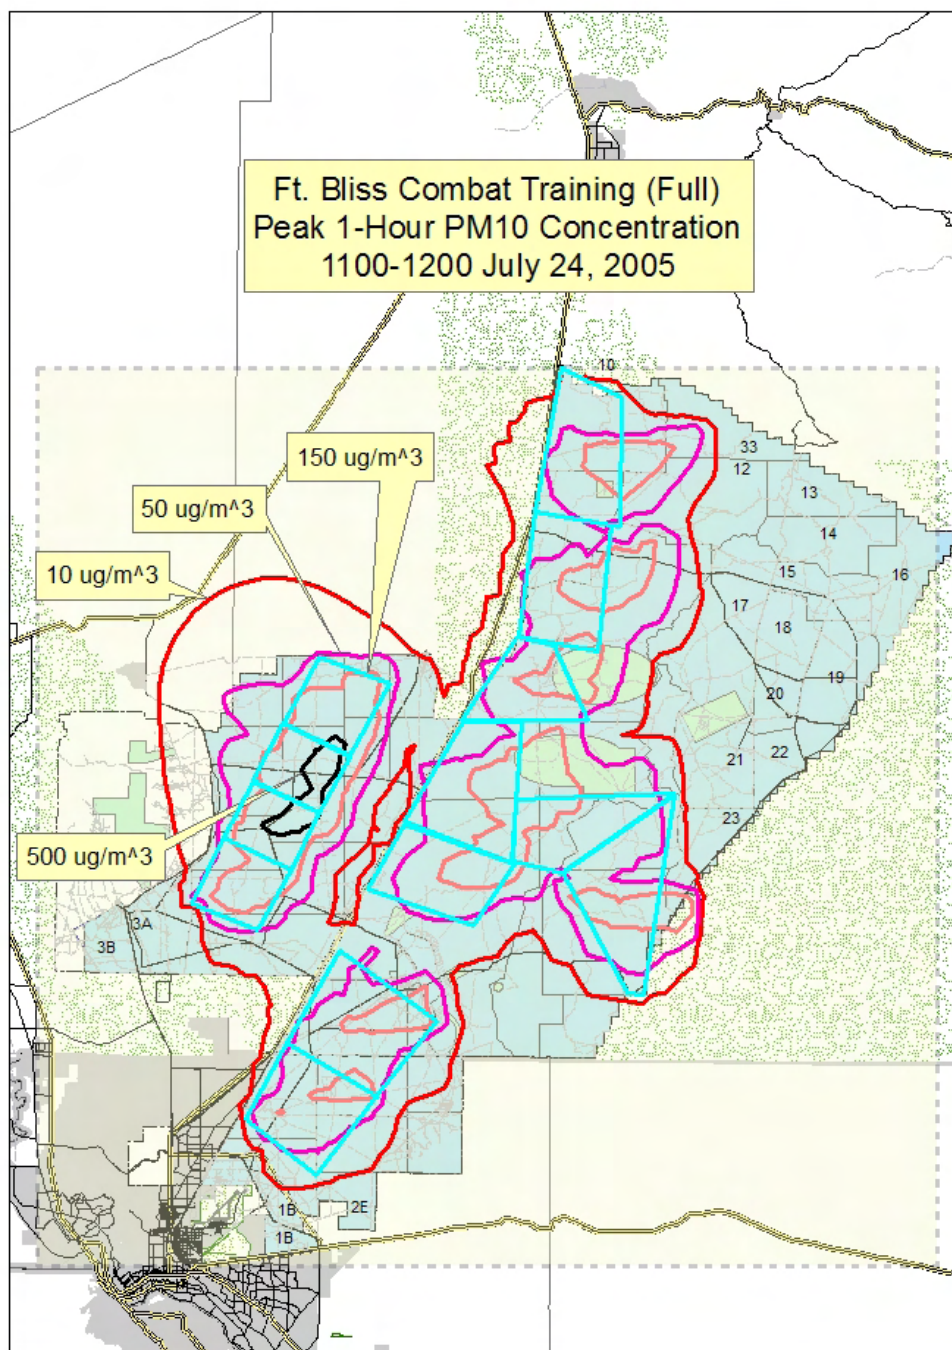 Ft. Bliss Combat Training (Full)
Peak 1-Hour PM10 Concentration
1100-1200 July 24, 2005
10
150 ug/m^3
33
12
13
50 ug/m^3
14
10 ug/m^3
15
16
17
18
19
20
21
22
23
500 ug/m^3
3A
3B
1B
2E
1B